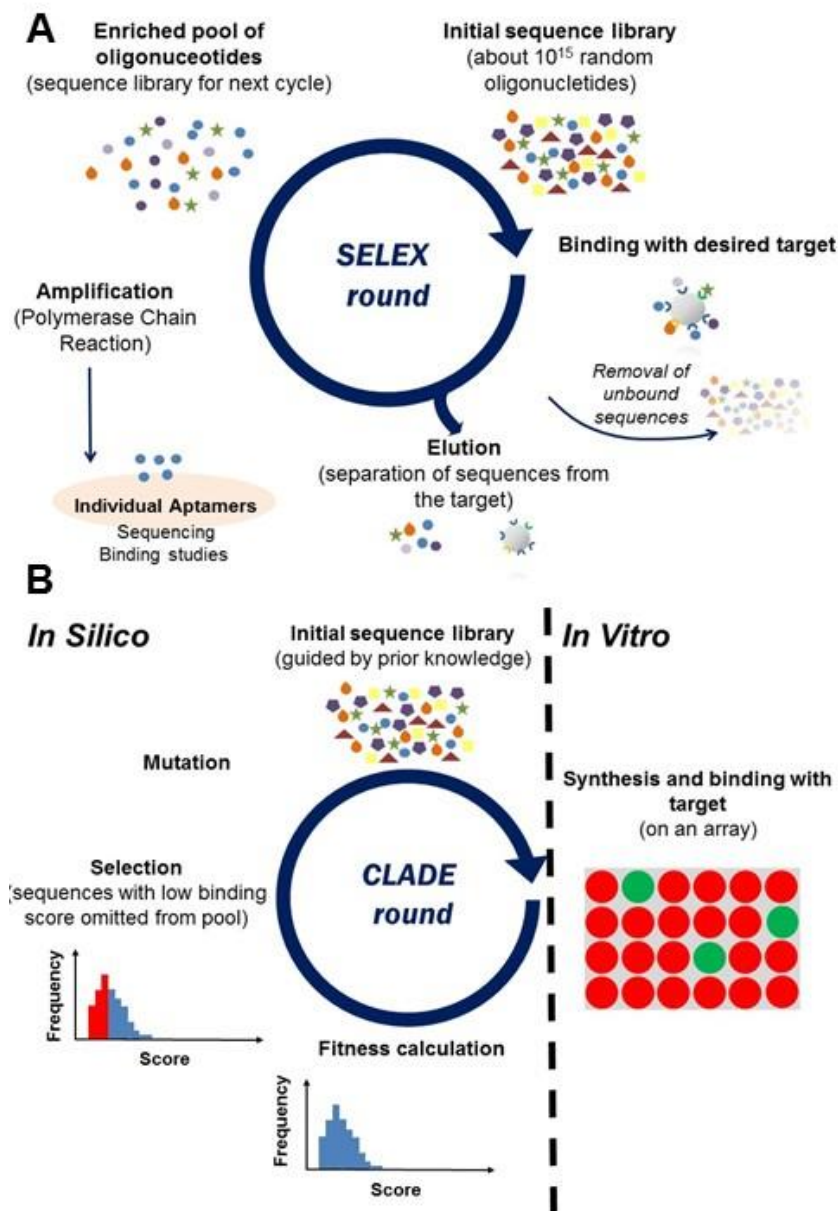 A
Enriched pool of
oligonuceotides
(sequence library for next cycle)
Initial sequence library
(about 10¹⁵ random
oligonucletides)
SELEX
round
Binding with desired target
Amplification
(Polymerase Chain
Reaction)
Removal of
unbound
sequences
Elution
(separation of sequences from
the target)
Individual Aptamers
Sequencing
Binding studies
B
In Silico
Initial sequence library
(guided by prior knowledge)
In Vitro
Mutation
Synthesis and binding with
target
(on an array)
Selection
(sequences with low binding
score omitted from pool)
CLADE
round
Frequency
Score
Fitness calculation
Frequency
Score